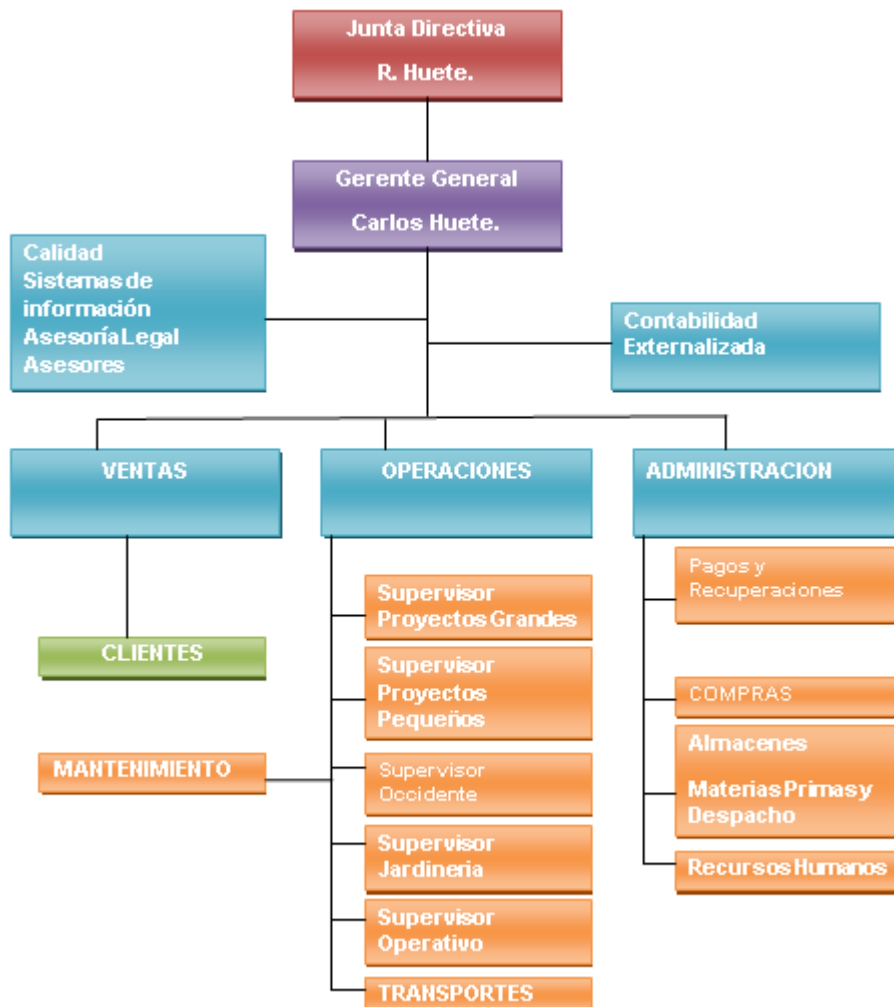 Junta Directiva
R. Huete.
Gerente General
Carlos Huete.
Calidad
Sistemas de
información
Asesoría Legal
Asesores
Contabilidad
Externalizada
VENTAS
OPERACIONES
ADMINISTRACION
CLIENTES
MANTENIMIENTO
Supervisor
Proyectos Grandes
Supervisor
Proyectos
Pequeños
Supervisor
Occidente
Supervisor
Jardineria
Supervisor
Operativo
TRANSPORTES
Pagos y
Recuperaciones
COMPRAS
Almacenes
Materias Primas y
Despacho
Recursos Humanos